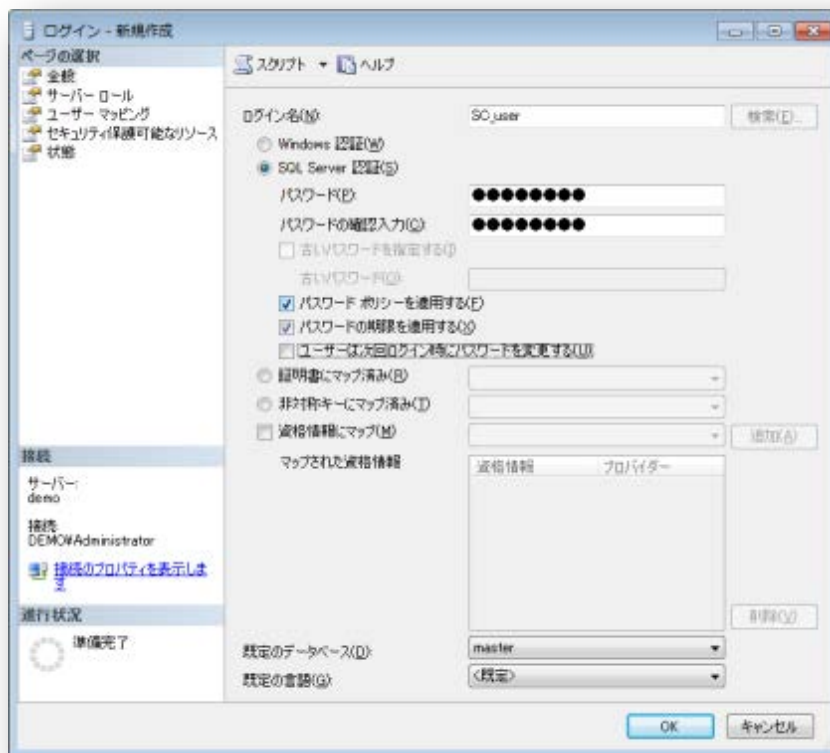 ログイン - 新規作成
ページの選択
全般
サーバー ロール
ユーザー マッピング
セキュリティ保護可能なリソース
状態
スクリプト
ヘルプ
ログイン名(N):
SC_user
検索(E)...
Windows 認証(W)
SQL Server 認証(S)
パスワード(P):
●●●●●●●●
パスワードの確認入力(C):
●●●●●●●●
古いパスワードを指定する(I)
古いパスワード(O):
パスワード ポリシーを適用する(F)
パスワードの期限を適用する(X)
ユーザーは次回ログイン時にパスワードを変更する(U)
証明書にマップ済み(R)
非対称キーにマップ済み(T)
資格情報にマップ(M)
追加(A)
マップされた資格情報
資格情報 プロバイダー
削除(V)
既定のデータベース(D):
master
既定の言語(G):
<既定>
接続
サーバー:
demo
接続:
DEMO¥Administrator
接続のプロパティを表示しま
す
進行状況
準備完了
OK
キャンセル